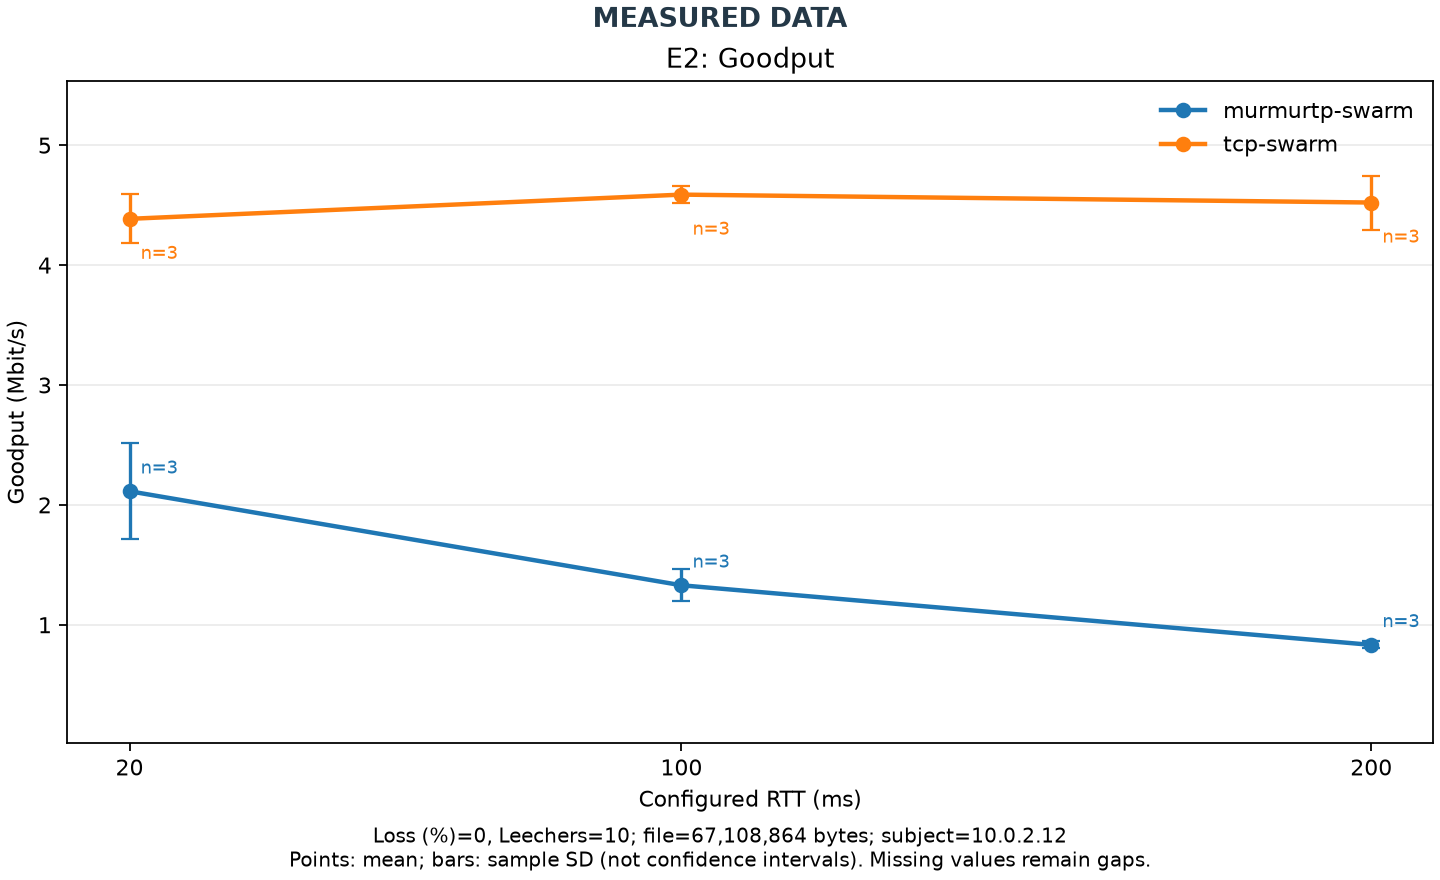 MEASURED DATA
E2: Goodput
murmurtp-swarm
tcp-swarm
Goodput (Mbit/s)
5
4
3
2
1
n=3
n=3
n=3
n=3
n=3
n=3
20
100
200
Configured RTT (ms)
Loss (%)=0, Leechers=10; file=67,108,864 bytes; subject=10.0.2.12
Points: mean; bars: sample SD (not confidence intervals). Missing values remain gaps.